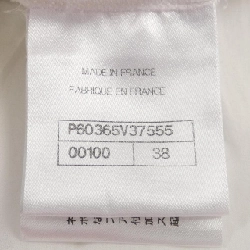 MADE IN FRANCE
FABRIQUE EN FRANCE
P60365V37555
00100 38